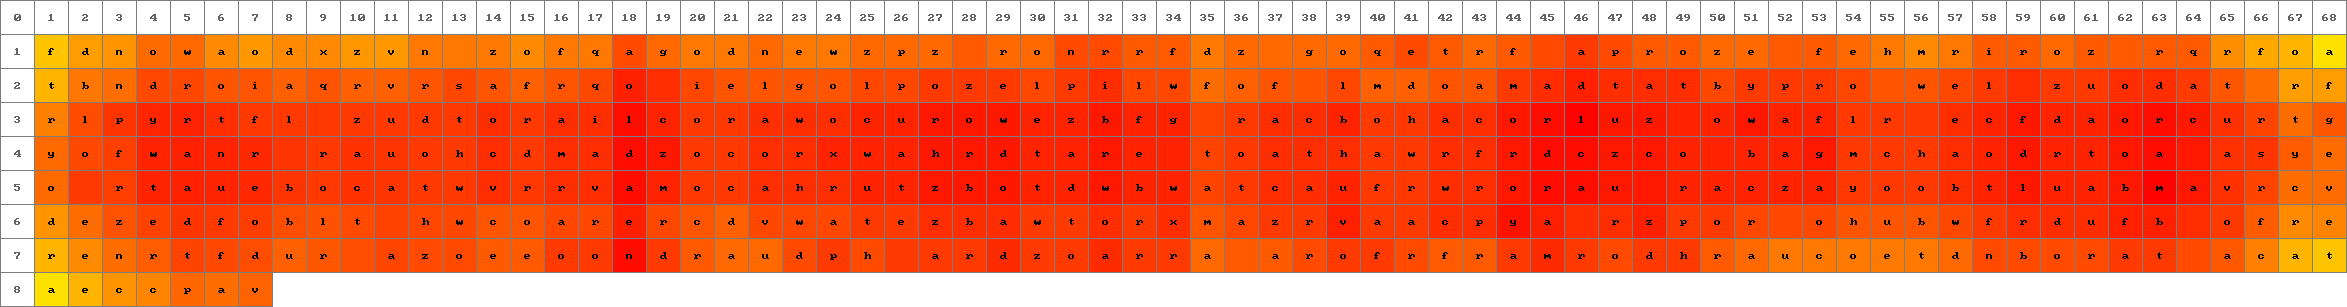 0 1 2 3 4 5 6 7 8 9 10 11 12 13 14 15 16 17 18 19 20 21 22 23 24 25 26 27 28 29 30 31 32 33 34 35 36 37 38 39 40 41 42 43 44 45 46 47 48 49 50 51 52 53 54 55 56 57 58 59 60 61 62 63 64 65 66 67 68
1 f d n o w a o d x z v n z o f q a g o d n e w z p z r o n r r f d z g o q e t r f a p r o z e f e h m r i r o z r q r f o a
2 t b n d r o i a q r v r s a f r q o i e l g o l p o z e l p i l w f o f l m d o a m a d t a t b y p r o w e l z u o d a t r f
3 r l p y r t f l z u d t o r a i l c o r a w o c u r o w e z b f g r a c b o h a c o r l u z o w a f l r e c f d a o r c u r t g
4 y o f w a n r r a u o h c d m a d z o c o r x w a h r d t a r e t o a t h a w r f r d c z c o b a g m c h a o d r t o a a s y e
5 o r t a u e b o c a t w v r r v a m o c a h r u t z b o t d w b w a t c a u f r w r o r a u r a c z a y o o b t l u a b m a v r c v
6 d e z e d f o b l t h w c o a r e r c d v w a t e z b a w t o r x m a z r v a a c p y a r z p o r o h u b w f r d u f b o f r e
7 r e n r t f d u r a z o e e o o n d r a u d p h a r d z o a r r a a r o f r f r a m r o d h r a u c o e t d n b o r a t a c a t
8 a e c c p a v